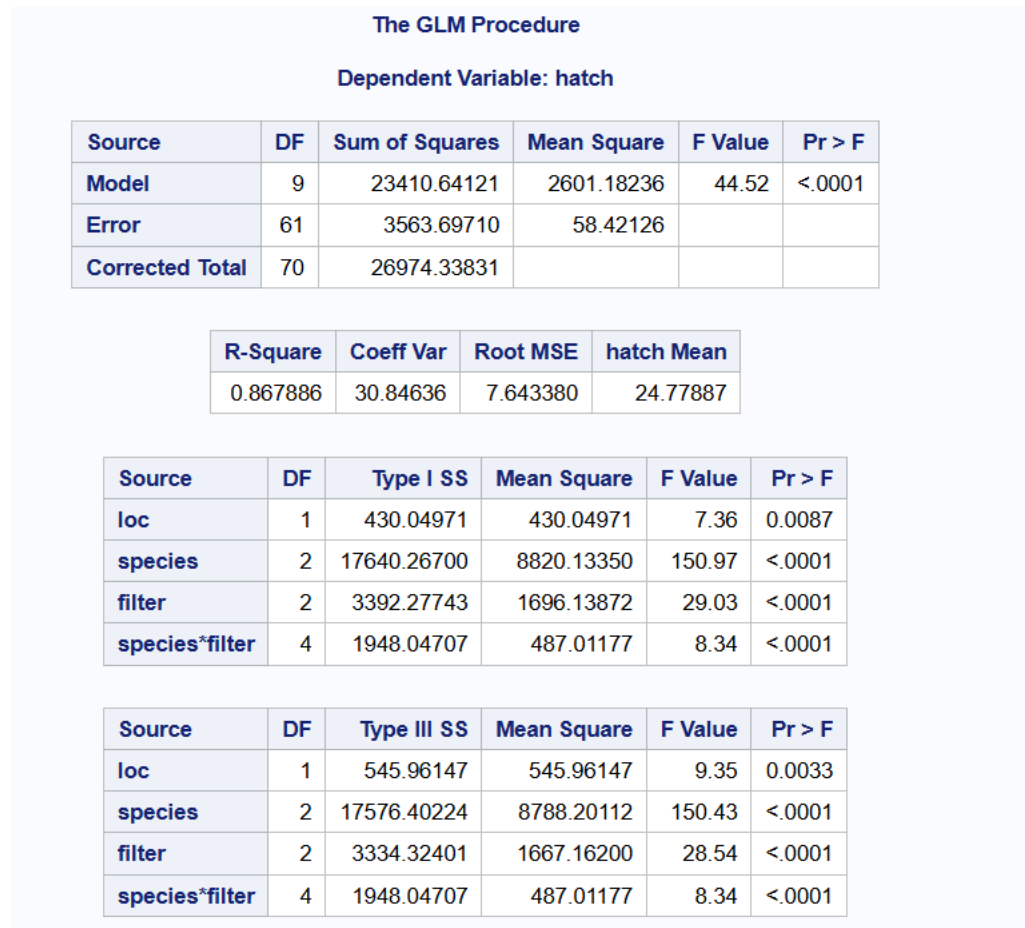 The GLM Procedure
Dependent Variable: hatch
Source DF Sum of Squares Mean Square F Value Pr > F
Model 9 23410.64121 2601.18236 44.52 <.0001
Error 61 3563.69710 58.42126
Corrected Total 70 26974.33831
R-Square Coeff Var Root MSE hatch Mean
0.867886 30.84636 7.643380 24.77887
Source DF Type I SS Mean Square F Value Pr > F
loc 1 430.04971 430.04971 7.36 0.0087
species 2 17640.26700 8820.13350 150.97 <.0001
filter 2 3392.27743 1696.13872 29.03 <.0001
species*filter 4 1948.04707 487.01177 8.34 <.0001
Source DF Type III SS Mean Square F Value Pr > F
loc 1 545.96147 545.96147 9.35 0.0033
species 2 17576.40224 8788.20112 150.43 <.0001
filter 2 3334.32401 1667.16200 28.54 <.0001
species*filter 4 1948.04707 487.01177 8.34 <.0001